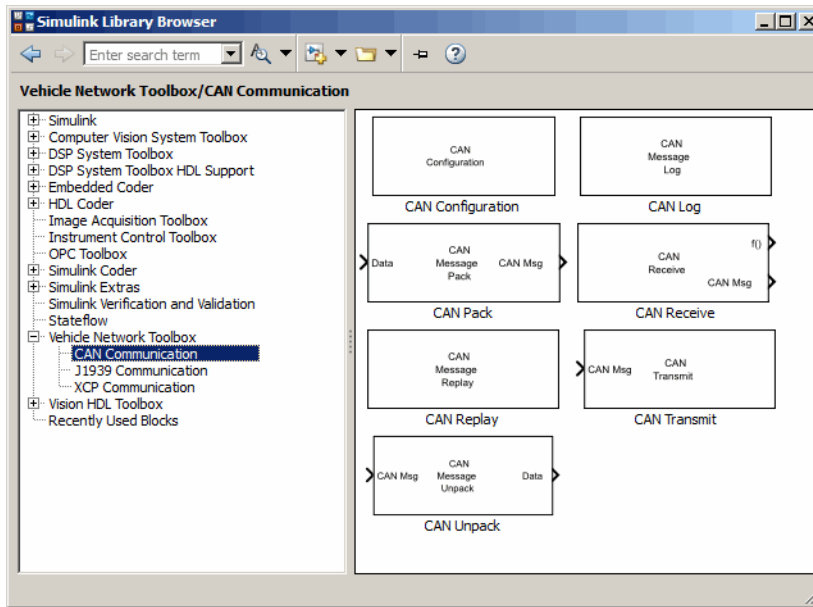 Simulink Library Browser
Enter search term
Vehicle Network Toolbox/CAN Communication
Simulink
Computer Vision System Toolbox
DSP System Toolbox
DSP System Toolbox HDL Support
Embedded Coder
HDL Coder
Image Acquisition Toolbox
Instrument Control Toolbox
OPC Toolbox
Simulink Coder
Simulink Extras
Simulink Verification and Validation
Stateflow
Vehicle Network Toolbox
CAN Communication
J1939 Communication
XCP Communication
Vision HDL Toolbox
Recently Used Blocks
CAN
Configuration
CAN Configuration
CAN
Message
Log
CAN Log
Data
CAN
Message
Pack
CAN Msg
CAN Pack
CAN
Receive
f()
CAN Msg
CAN Receive
CAN
Message
Replay
CAN Replay
CAN Msg
CAN
Transmit
CAN Transmit
CAN Msg
CAN
Message
Unpack
Data
CAN Unpack